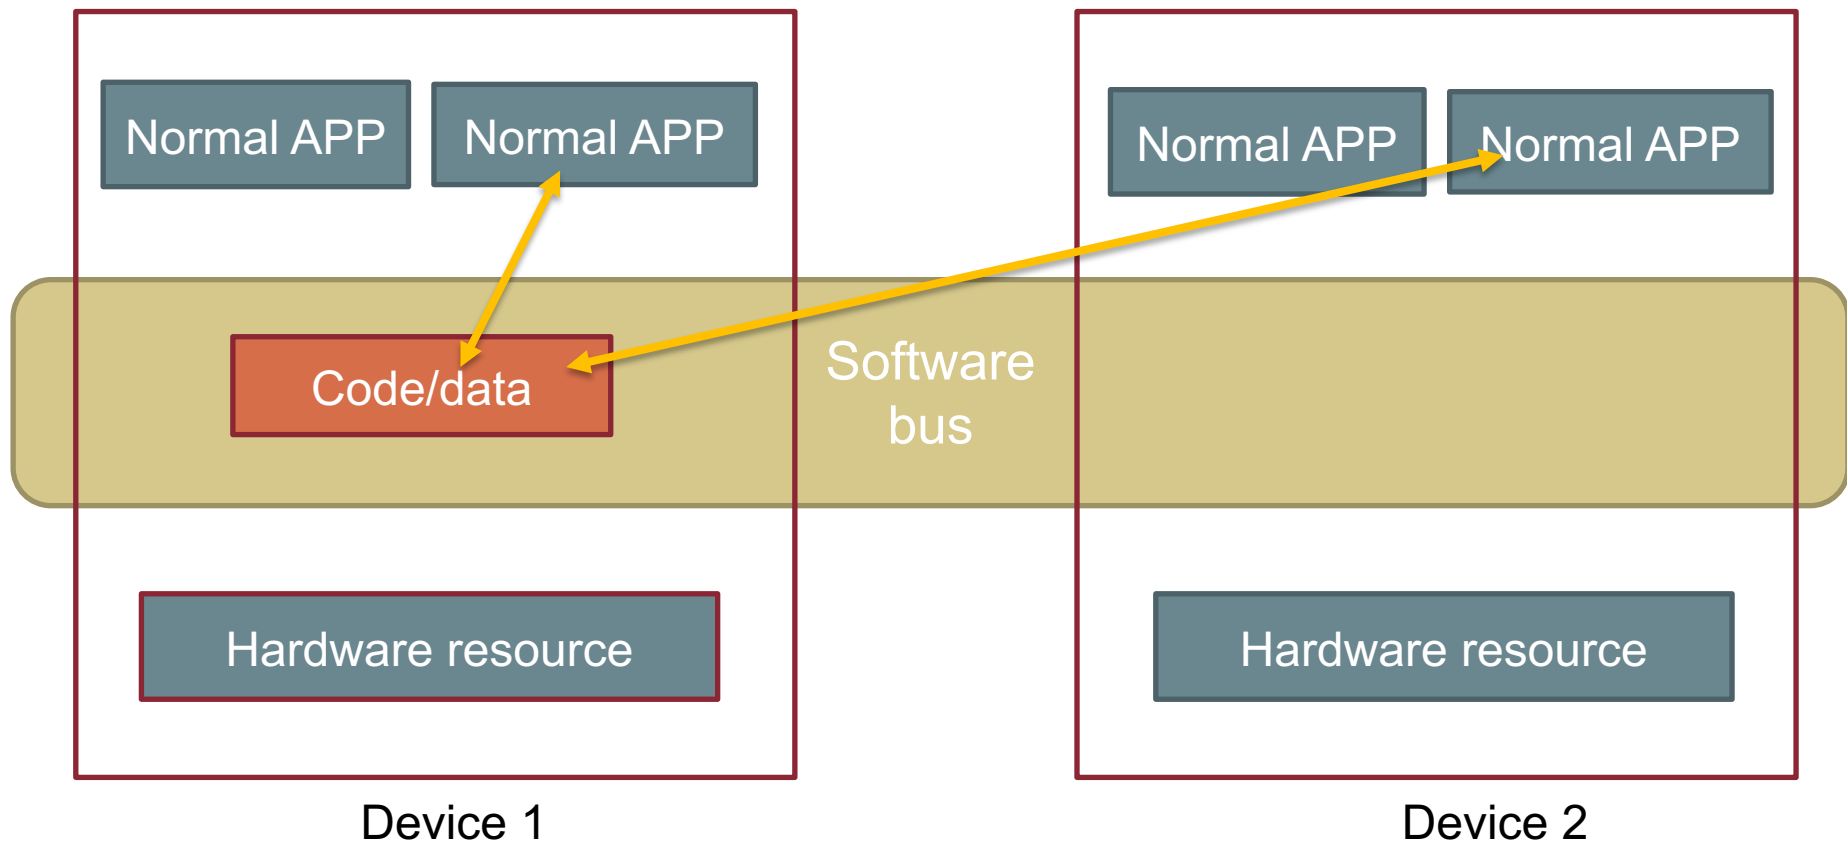 Normal APP
Normal APP
Normal APP
Normal APP
Code/data
Software
bus
Hardware resource
Hardware resource
Device 1
Device 2